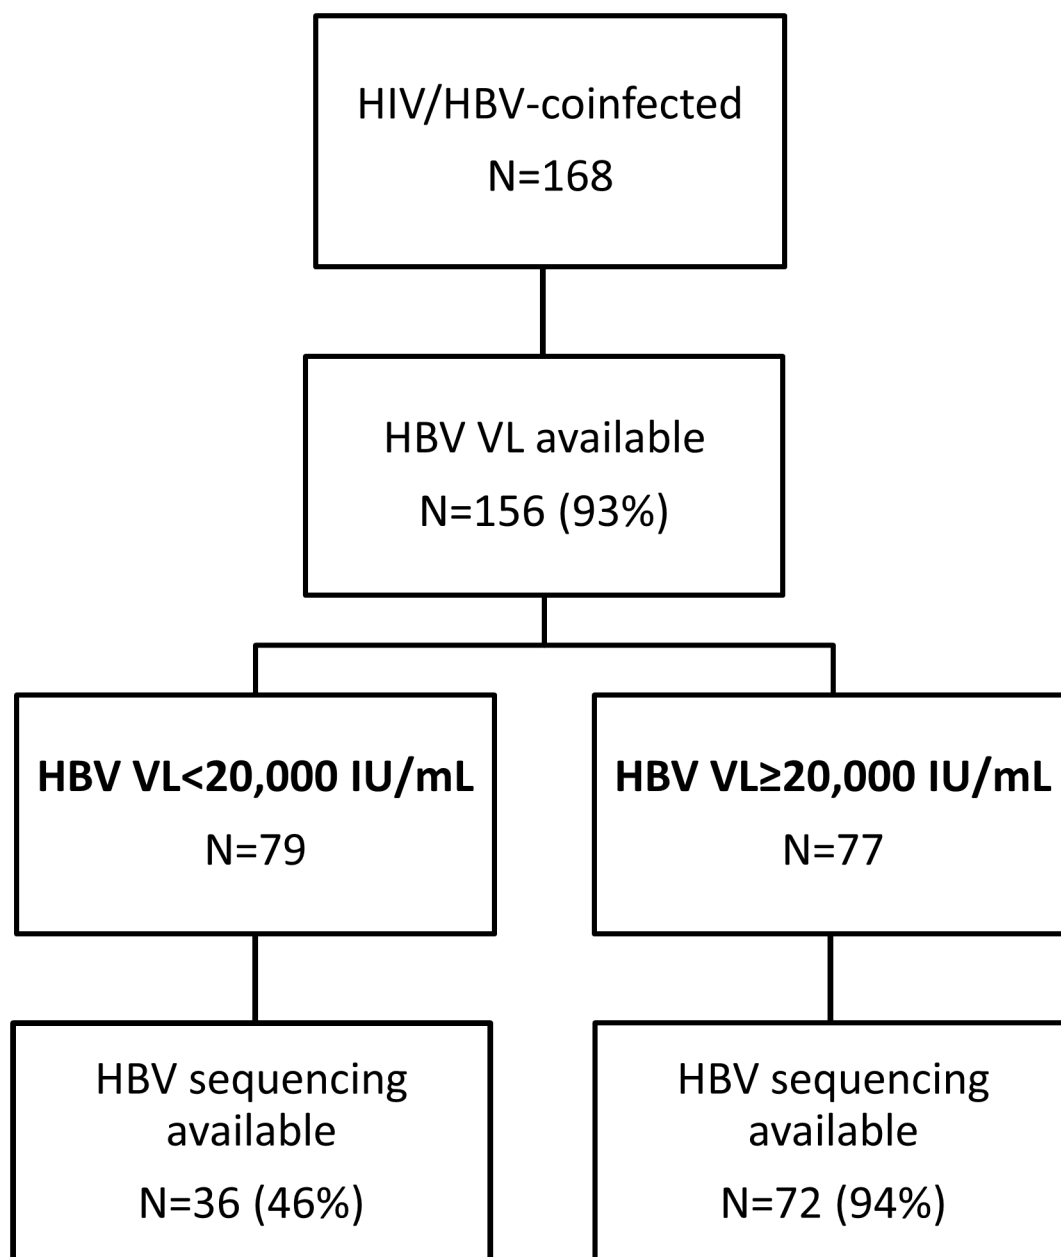 HIV/HBV-coinfected
N=168
HBV VL available
N=156 (93%)
HBV VL<20,000 IU/mL
N=79
HBV VL≥20,000 IU/mL
N=77
HBV sequencing
available
N=36 (46%)
HBV sequencing
available
N=72 (94%)